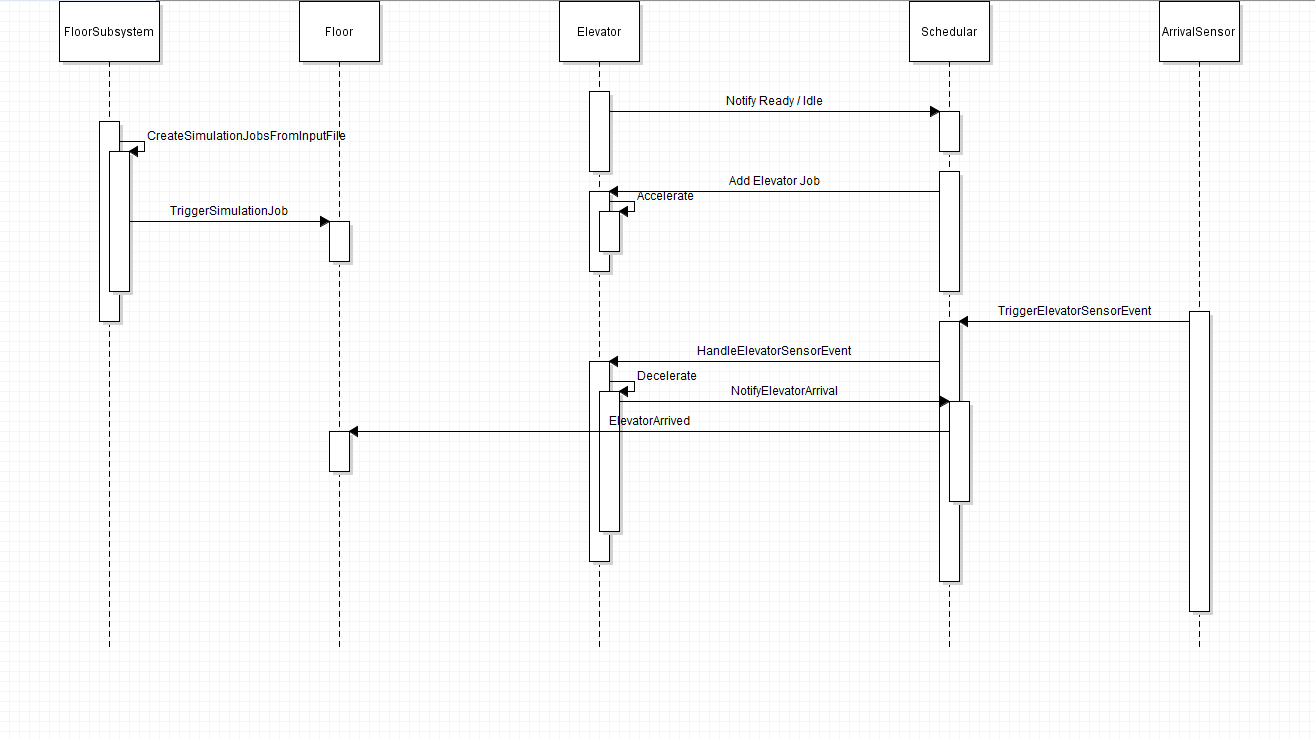 FloorSubsystem
Floor
Elevator
Schedular
ArrivalSensor
Notify Ready / Idle
CreateSimulationJobsFromInputFile
Add Elevator Job
Accelerate
TriggerSimulationJob
TriggerElevatorSensorEvent
HandleElevatorSensorEvent
Decelerate
NotifyElevatorArrival
ElevatorArrived